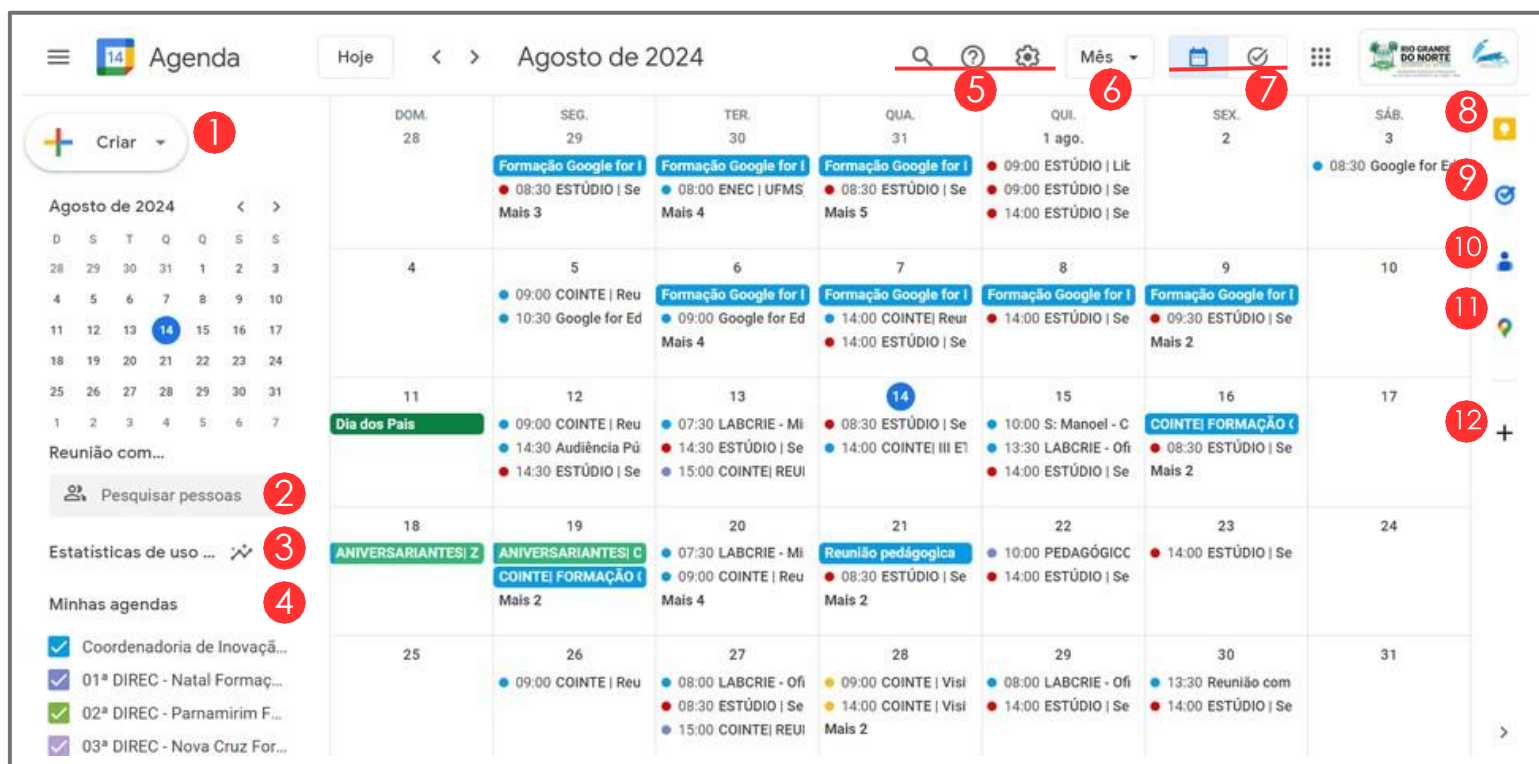 Agenda
Hoje
Agosto de 2024
Mês
14
RIO GRANDE
DO NORTE
5
6
7
8
9
10
11
12
Criar
1
Agosto de 2024
D S T Q Q S S
28 29 30 31 1 2 3
4 5 6 7 8 9 10
11 12 13 14 15 16 17
18 19 20 21 22 23 24
25 26 27 28 29 30 31
1 2 3 4 5 6 7
Reunião com...
Pesquisar pessoas
2
Estatísticas de uso ...
3
Minhas agendas
4
Coordenadoria de Inovaçã...
01ª DIREC - Natal Formaç...
02ª DIREC - Parnamirim F...
03ª DIREC - Nova Cruz For...
DOM.
28
SEG.
29
Formação Google for I
08:30 ESTÚDIO | Se
Mais 3
TER.
30
Formação Google for I
08:00 ENEC | UFMS
Mais 4
QUA.
31
Formação Google for I
08:30 ESTÚDIO | Se
Mais 5
QUI.
1 ago.
09:00 ESTÚDIO | Lit
09:00 ESTÚDIO | Se
14:00 ESTÚDIO | Se
SEX.
2
SÁB.
3
08:30 Google for Ed
4
5
09:00 COINTE | Reu
10:30 Google for Ed
6
Formação Google for I
09:00 Google for Ed
Mais 4
7
Formação Google for I
14:00 COINTE| Reur
14:00 ESTÚDIO | Se
8
Formação Google for I
14:00 ESTÚDIO | Se
9
Formação Google for I
09:30 ESTÚDIO | Se
Mais 2
10
11
Dia dos Pais
12
09:00 COINTE | Reu
14:30 Audiência Pú
14:30 ESTÚDIO | Se
13
07:30 LABCRIE - Mi
14:30 ESTÚDIO | Se
15:00 COINTE| REUI
14
08:30 ESTÚDIO | Se
14:00 COINTE| III ET
15
10:00 S: Manoel - C
13:30 LABCRIE - Ofi
14:00 ESTÚDIO | Se
16
COINTE| FORMAÇÃO (
08:30 ESTÚDIO | Se
Mais 2
17
18
ANIVERSARIANTES| Z
19
ANIVERSARIANTES| C
COINTE| FORMAÇÃO (
Mais 2
20
07:30 LABCRIE - Mi
09:00 COINTE | Reu
Mais 4
21
Reunião pedágogica
08:30 ESTÚDIO | Se
Mais 2
22
10:00 PEDAGÓGICC
14:00 ESTÚDIO | Se
23
14:00 ESTÚDIO | Se
24
25
26
09:00 COINTE | Reu
27
08:00 LABCRIE - Ofi
08:30 ESTÚDIO | Se
15:00 COINTE| REUI
28
09:00 COINTE | Visi
14:00 COINTE | Visi
Mais 2
29
08:00 LABCRIE - Ofi
14:00 ESTÚDIO | Se
30
13:30 Reunião com
14:00 ESTÚDIO | Se
31